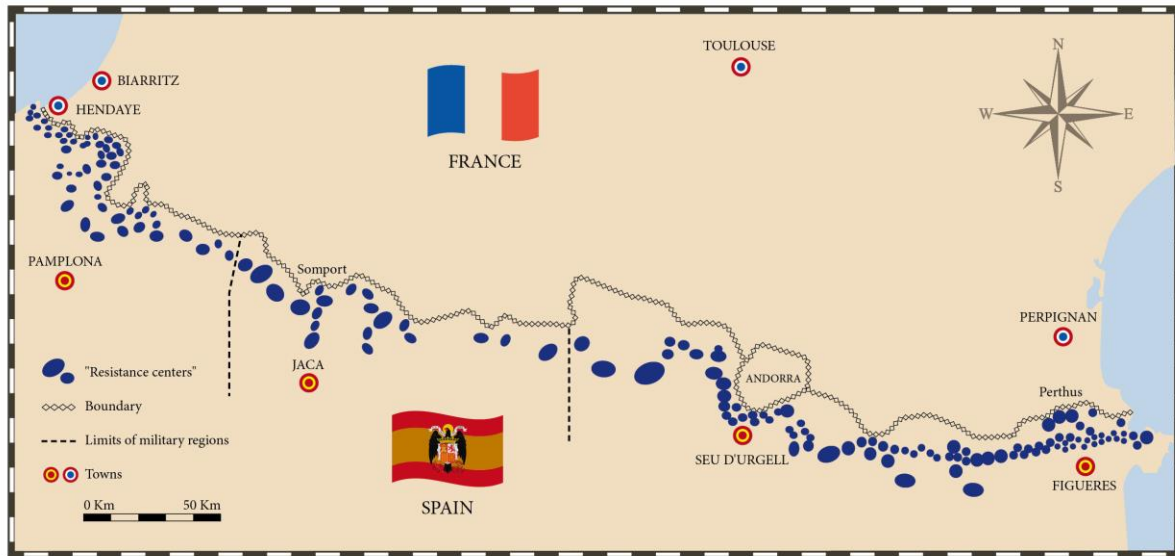 TOULOUSE
BIARRITZ
HENDAYE
FRANCE
N
W
E
S
PAMPLONA
Somport
PERPIGNAN
JACA
ANDORRA
Perthus
"Resistance centers"
Boundary
Limits of military regions
Towns
SEU D'URGELL
FIGUERES
SPAIN
0 Km 50 Km